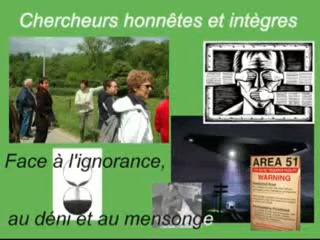 Chercheurs honnêtes et intègres
Face à l'ignorance,
AREA 51
WARNING
au déni et au mensonge